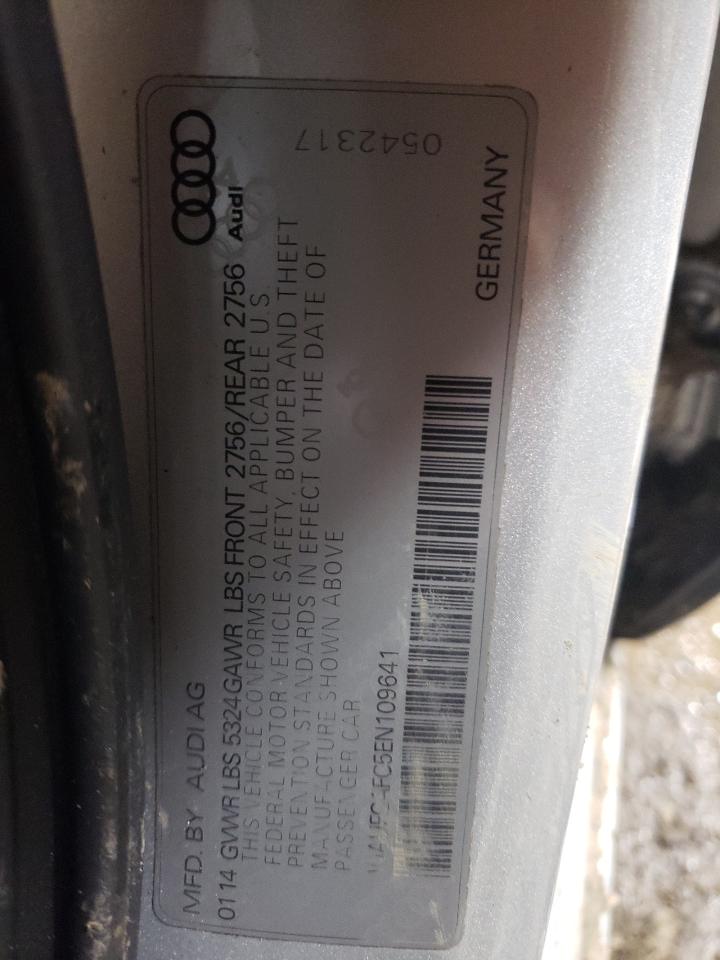 MFD. BY AUDI AG
0114 GVWR LBS 5324 GAWR LBS FRONT 2756/REAR 2756
THIS VEHICLE CONFORMS TO ALL APPLICABLE U.S.
FEDERAL MOTOR VEHICLE SAFETY, BUMPER AND THEFT
PREVENTION STANDARDS IN EFFECT ON THE DATE OF
MANUFACTURE SHOWN ABOVE
PASSENGER CAR
Audi
GERMANY
0542317